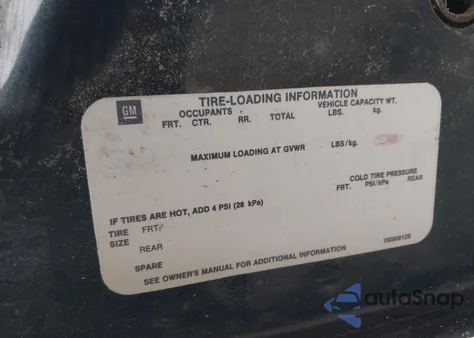 GM
TIRE-LOADING INFORMATION
OCCUPANTS VEHICLE CAPACITY WT.
FRT. CTR. RR. TOTAL LBS. kg.
MAXIMUM LOADING AT GVWR LBS/kg.
COLD TIRE PRESSURE
FRT. PSI/kPa REAR
IF TIRES ARE HOT, ADD 4 PSI (28 kPa)
TIRE FRT.
SIZE REAR
SPARE
SEE OWNER'S MANUAL FOR ADDITIONAL INFORMATION
autaSnap